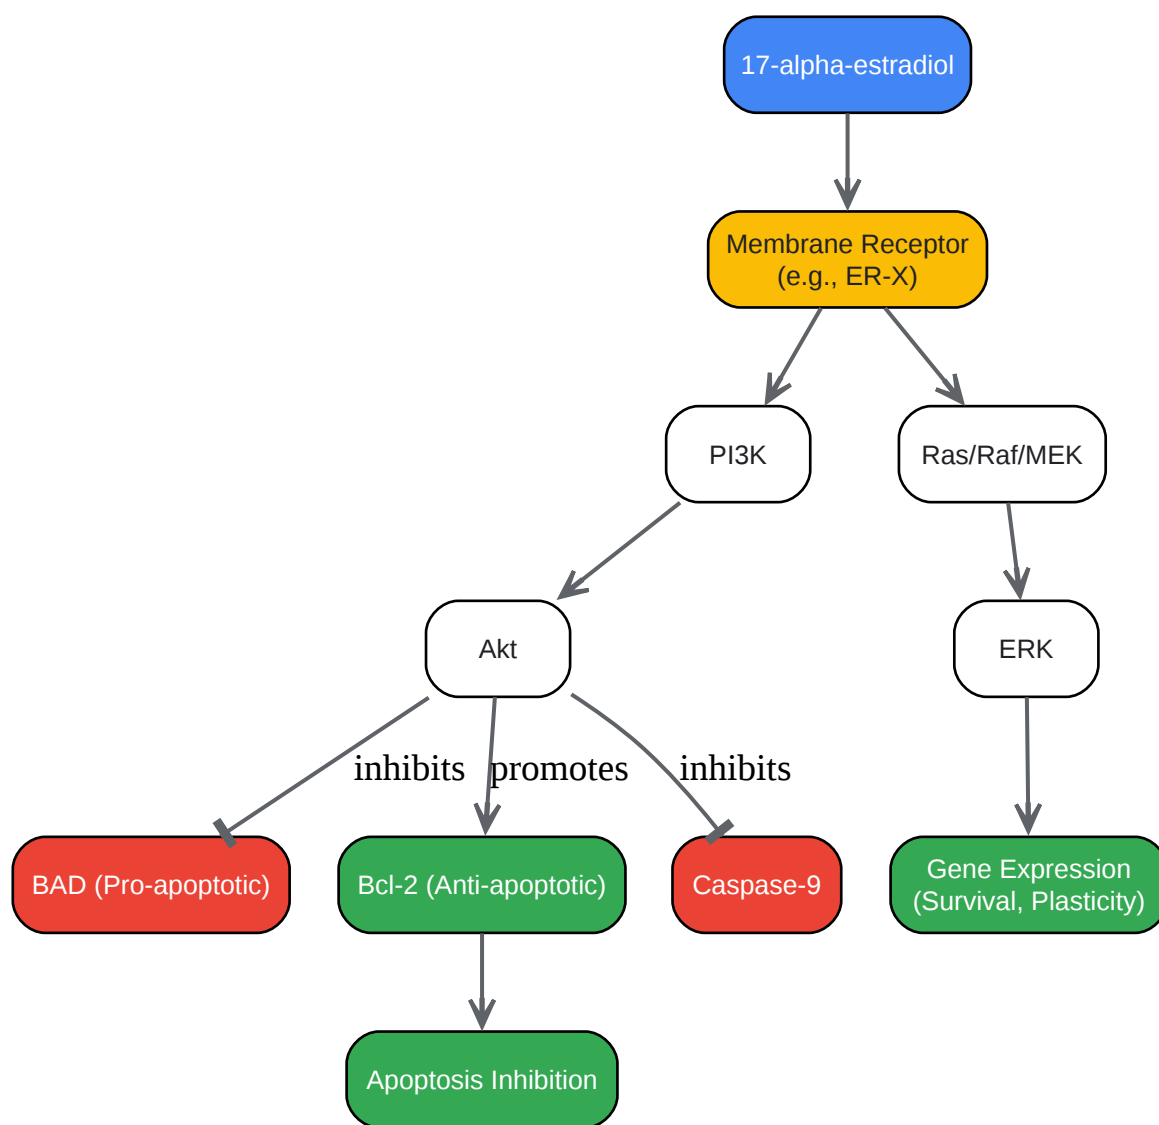 17-alpha-estradiol
Membrane Receptor
(e.g., ER-X)
PI3K
Ras/Raf/MEK
Akt
ERK
inhibits
promotes
inhibits
BAD (Pro-apoptotic)
Bcl-2 (Anti-apoptotic)
Caspase-9
Gene Expression
(Survival, Plasticity)
Apoptosis Inhibition